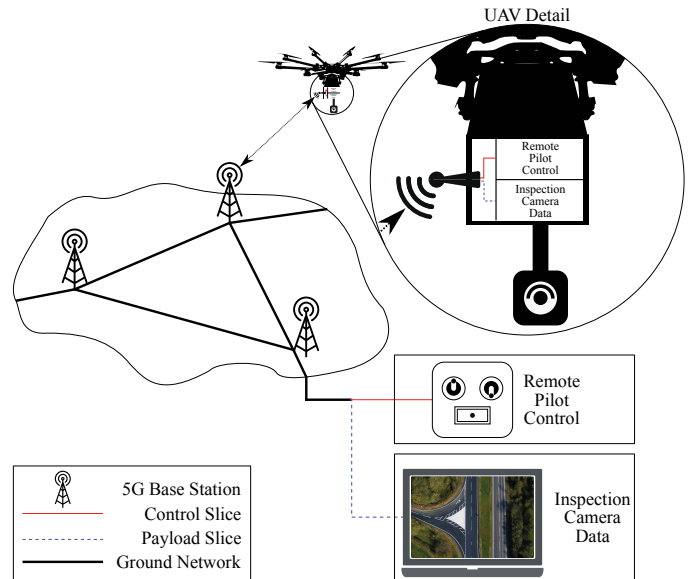 UAV Detail
Remote
Pilot
Control
Inspection
Camera
Data
Remote
Pilot
Control
Inspection
Camera
Data
5G Base Station
Control Slice
Payload Slice
Ground Network